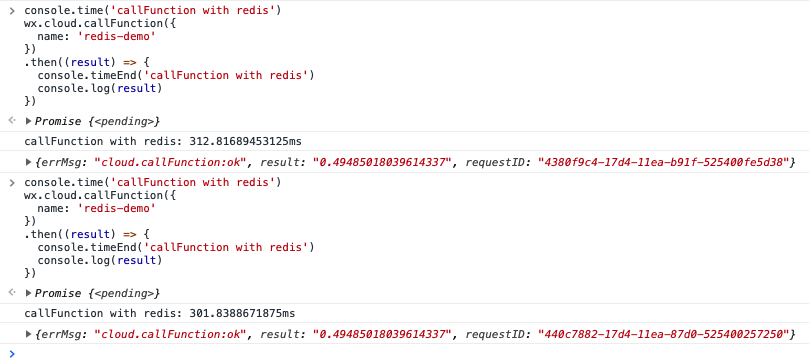 console.time('callFunction with redis')
wx.cloud.callFunction({
  name: 'redis-demo'
})
.then((result) => {
  console.timeEnd('callFunction with redis')
  console.log(result)
})
Promise {<pending>}
callFunction with redis: 312.81689453125ms
{errMsg: "cloud.callFunction:ok", result: "0.49485018039614337", requestID: "4380f9c4-17d4-11ea-b91f-525400fe5d38"}
console.time('callFunction with redis')
wx.cloud.callFunction({
  name: 'redis-demo'
})
.then((result) => {
  console.timeEnd('callFunction with redis')
  console.log(result)
})
Promise {<pending>}
callFunction with redis: 301.8388671875ms
{errMsg: "cloud.callFunction:ok", result: "0.49485018039614337", requestID: "440c7882-17d4-11ea-87d0-525400257250"}